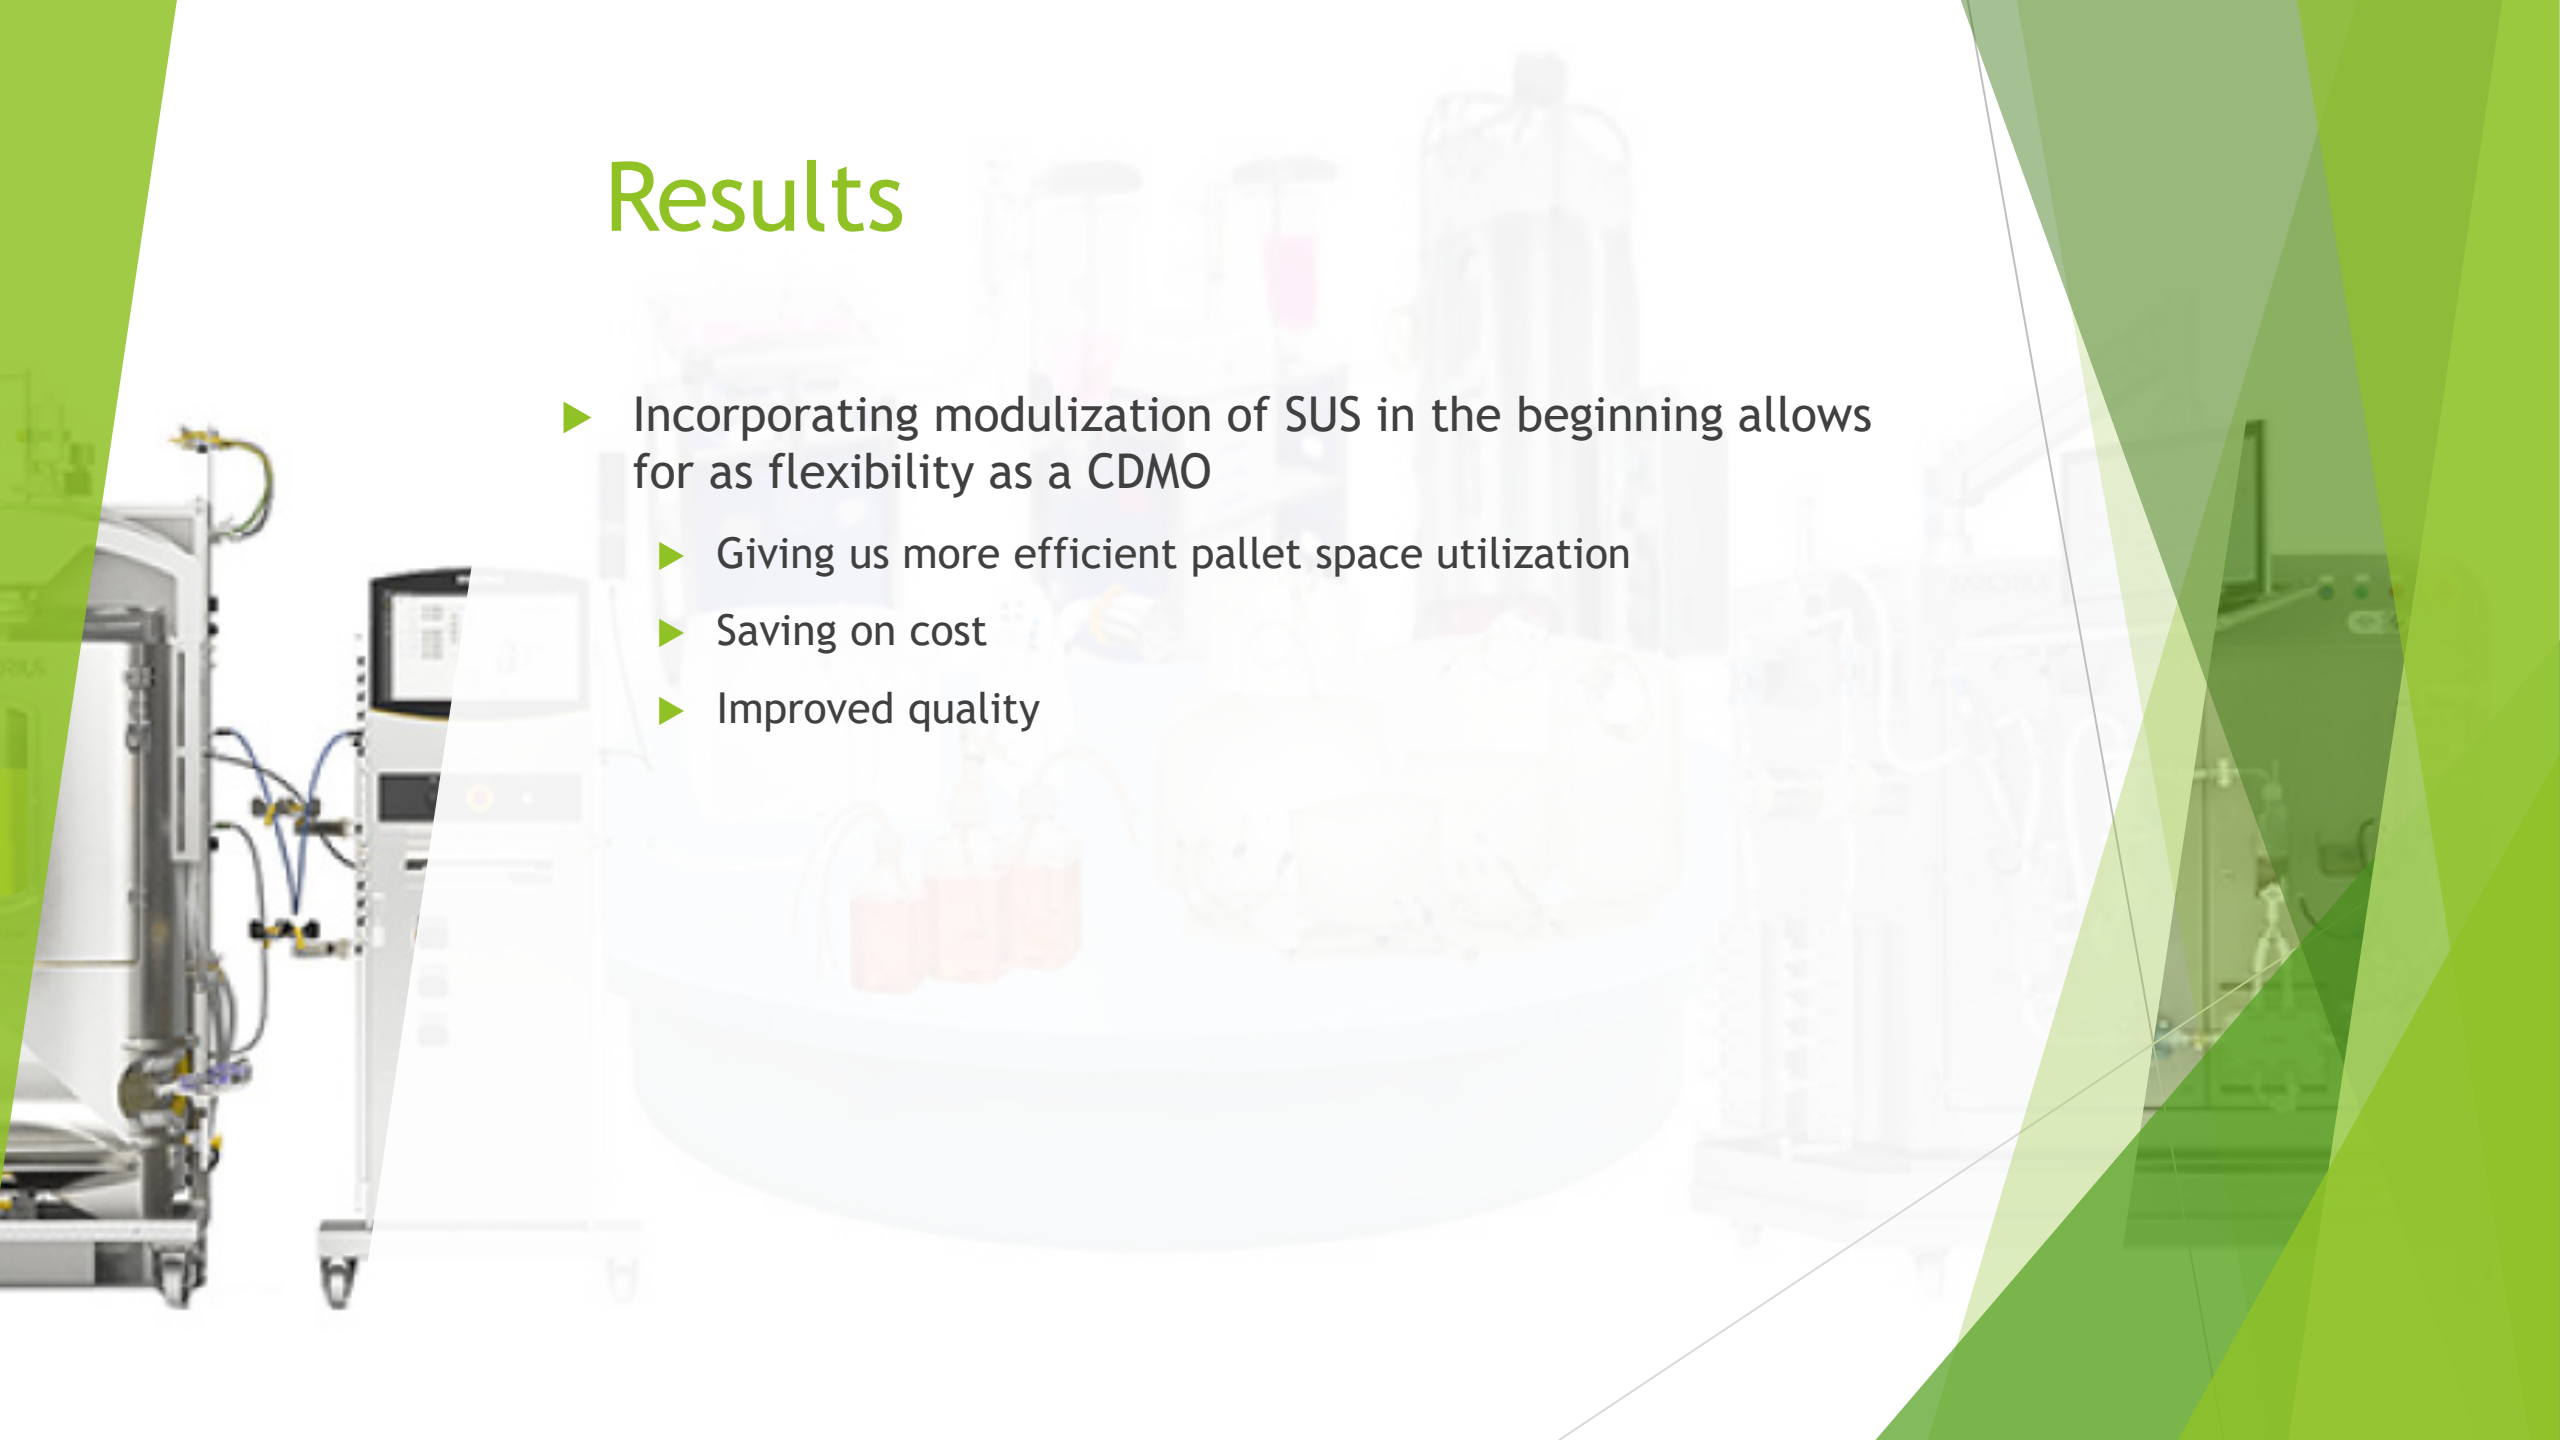 Results
Incorporating modulization of SUS in the beginning allows
for as flexibility as a CDMO
Giving us more efficient pallet space utilization
Saving on cost
Improved quality